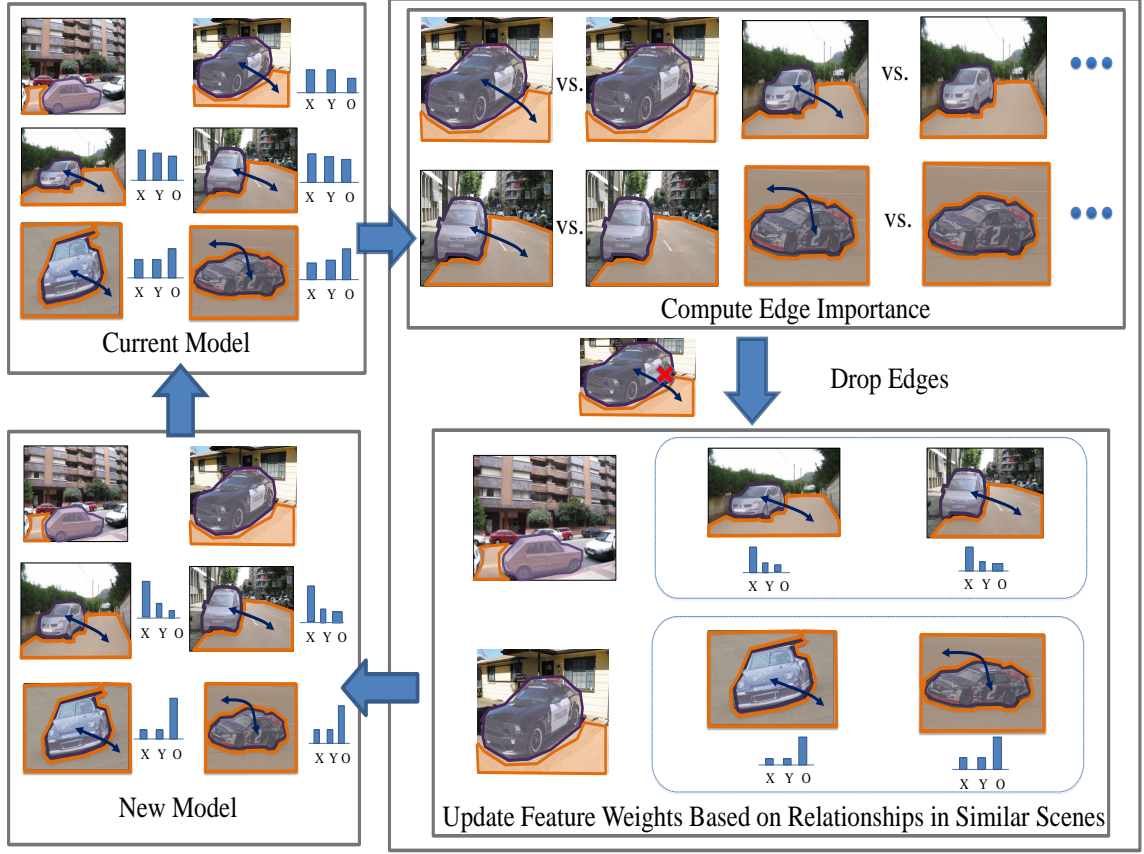 X Y O
vs.
vs.
X Y O
X Y O
vs.
vs.
X Y O
X Y O
Compute Edge Importance
Current Model
Drop Edges
X Y O
X Y O
X Y O
X Y O
X Y O
X Y O
X Y O
X Y O
New Model
Update Feature Weights Based on Relationships in Similar Scenes